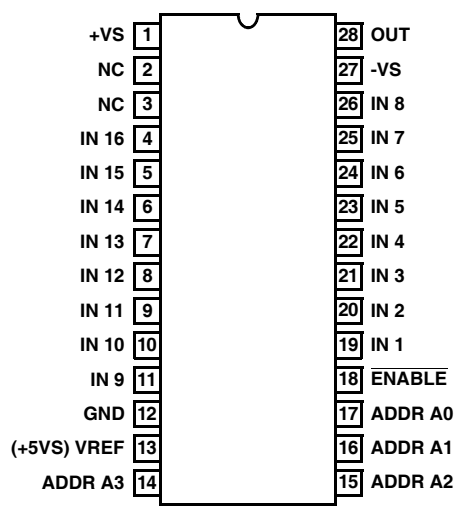 +VS 1 28 OUT
NC 2 27 -VS
NC 3 26 IN 8
IN 16 4 25 IN 7
IN 15 5 24 IN 6
IN 14 6 23 IN 5
IN 13 7 22 IN 4
IN 12 8 21 IN 3
IN 11 9 20 IN 2
IN 10 10 19 IN 1
IN 9 11 18 ENABLE
GND 12 17 ADDR A0
(+5VS) VREF 13 16 ADDR A1
ADDR A3 14 15 ADDR A2